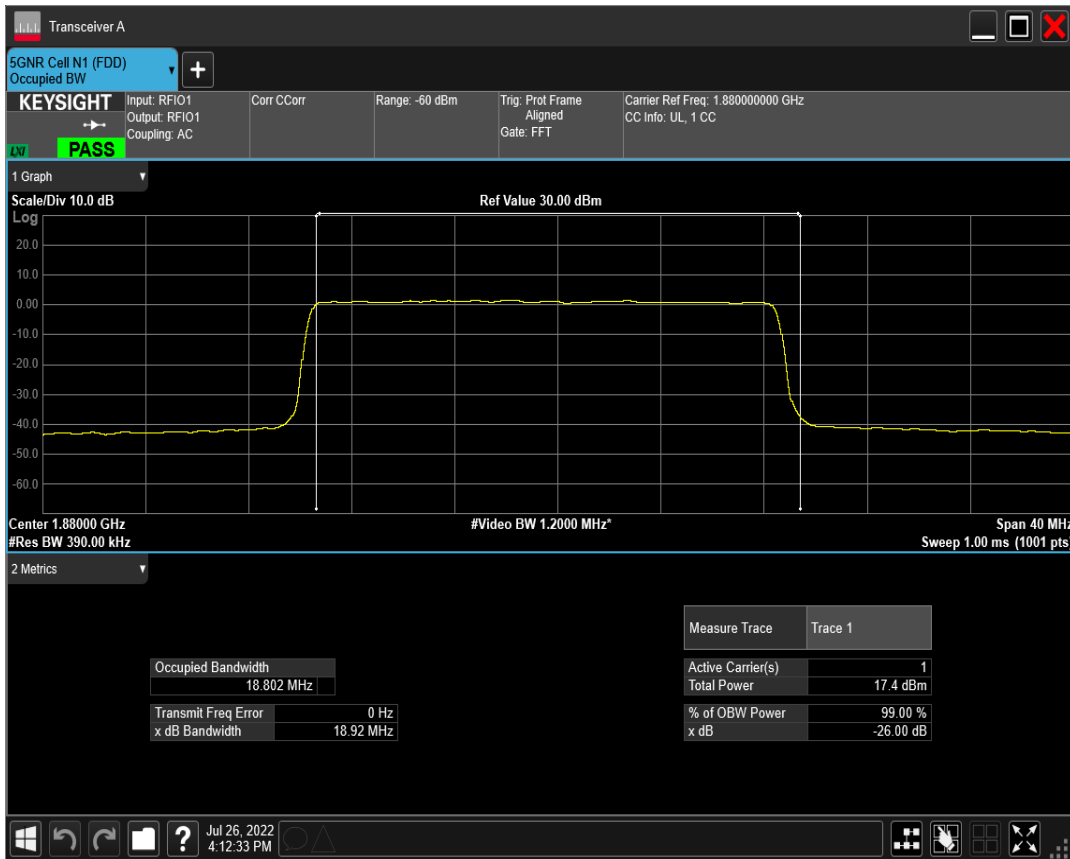 Transceiver A
5GNR Cell N1 (FDD)
Occupied BW
+
KEYSIGHT
LXI
PASS
Input: RFIO1
Output: RFIO1
Coupling: AC
Corr CCorr
Range: -60 dBm
Trig: Prot Frame
Aligned
Gate: FFT
Carrier Ref Freq: 1.880000000 GHz
CC Info: UL, 1 CC
1 Graph
Scale/Div 10.0 dB
Ref Value 30.00 dBm
Log
20.0
10.0
0.00
-10.0
-20.0
-30.0
-40.0
-50.0
-60.0
Center 1.88000 GHz
#Video BW 1.2000 MHz*
Span 40 MHz
#Res BW 390.00 kHz
Sweep 1.00 ms (1001 pts)
2 Metrics
Measure Trace Trace 1
Occupied Bandwidth
18.802 MHz
Active Carrier(s) 1
Total Power 17.4 dBm
Transmit Freq Error 0 Hz
x dB Bandwidth 18.92 MHz
% of OBW Power 99.00 %
x dB -26.00 dB
?
Jul 26, 2022
4:12:33 PM